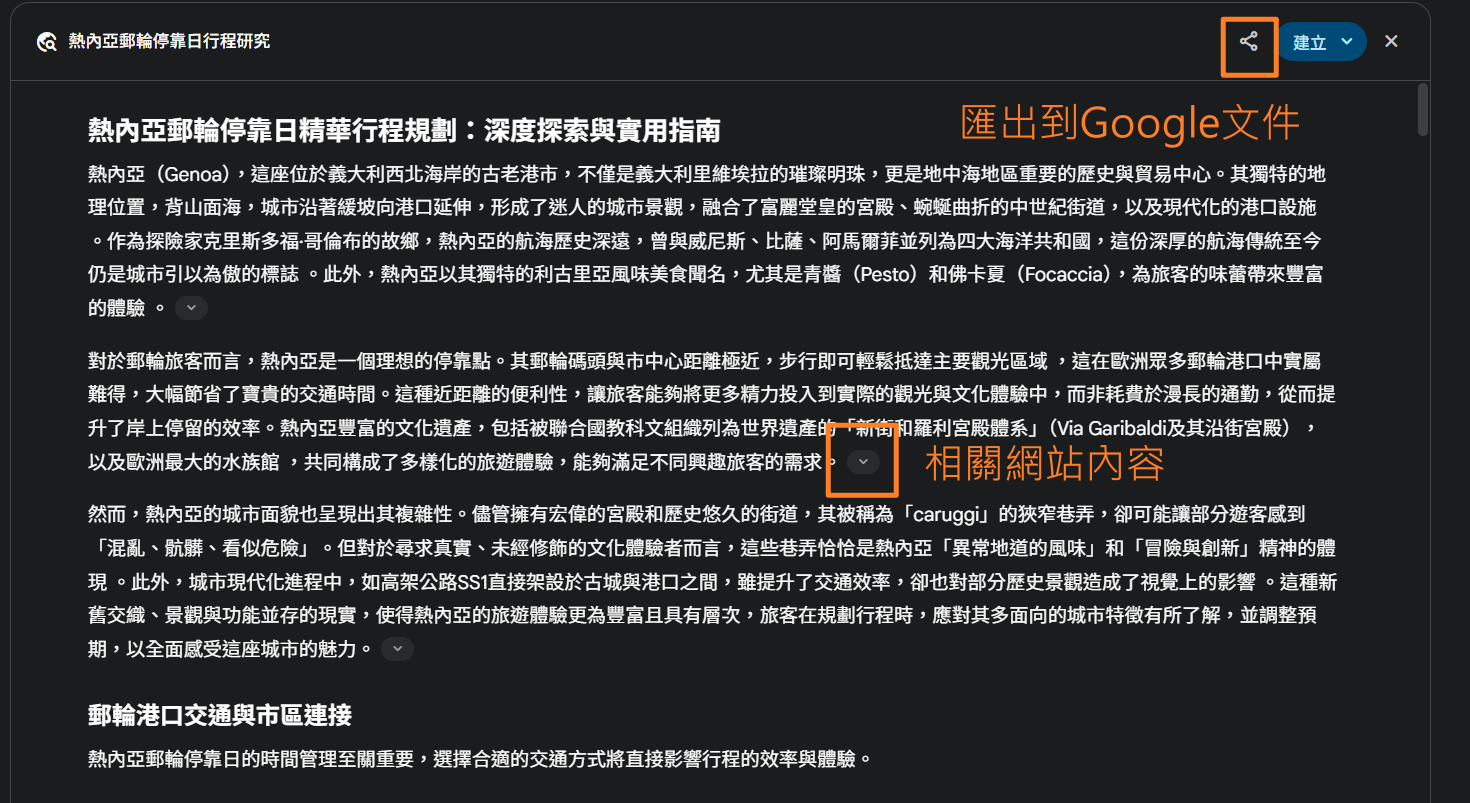 熱內亞郵輪停靠日行程研究
建立
匯出到Google文件
熱內亞郵輪停靠日精華行程規劃：深度探索與實用指南
熱內亞（Genoa），這座位於義大利西北海岸的古老港市，不僅是義大利里維埃拉的璀璨明珠，更是地中海地區重要的歷史與貿易中心。其獨特的地
理位置，背山面海，城市沿著緩坡向港口延伸，形成了迷人的城市景觀，融合了富麗堂皇的宮殿、蜿蜒曲折的中世紀街道，以及現代化的港口設施
。作為探險家克里斯多福·哥倫布的故鄉，熱內亞的航海歷史深遠，曾與威尼斯、比薩、阿馬爾菲並列為四大海洋共和國，這份深厚的航海傳統至今
仍是城市引以為傲的標誌 。此外，熱內亞以其獨特的利古里亞風味美食聞名，尤其是青醬（Pesto）和佛卡夏（Focaccia），為旅客的味蕾帶來豐富
的體驗 。
對於郵輪旅客而言，熱內亞是一個理想的停靠點。其郵輪碼頭與市中心距離極近，步行即可輕鬆抵達主要觀光區域 ，這在歐洲眾多郵輪港口中實屬
難得，大幅節省了寶貴的交通時間。這種近距離的便利性，讓旅客能夠將更多精力投入到實際的觀光與文化體驗中，而非耗費於漫長的通勤，從而提
升了岸上停留的效率。熱內亞豐富的文化遺產，包括被聯合國教科文組織列為世界遺產的「新街和羅利宮殿體系」（Via Garibaldi及其沿街宮殿） ，
以及歐洲最大的水族館 ，共同構成了多樣化的旅遊體驗，能夠滿足不同興趣旅客的需求。
相關網站內容
然而，熱內亞的城市面貌也呈現出其複雜性。儘管擁有宏偉的宮殿和歷史悠久的街道，其被稱為「caruggi」的狹窄巷弄，卻可能讓部分遊客感到
「混亂、骯髒、看似危險」 。但對於尋求真實、未經修飾的文化體驗者而言，這些巷弄恰恰是熱內亞「異常地道的風味」和「冒險與創新」精神的體
現 。此外，城市現代化進程中，如高架公路SS1直接架設於古城與港口之間，雖提升了交通效率，卻也對部分歷史景觀造成了視覺上的影響 。這種新
舊交織、景觀與功能並存的現實，使得熱內亞的旅遊體驗更為豐富且具有層次，旅客在規劃行程時，應對其多面向的城市特徵有所了解，並調整預
期，以全面感受這座城市的魅力。
郵輪港口交通與市區連接
熱內亞郵輪停靠日的時間管理至關重要，選擇合適的交通方式將直接影響行程的效率與體驗。